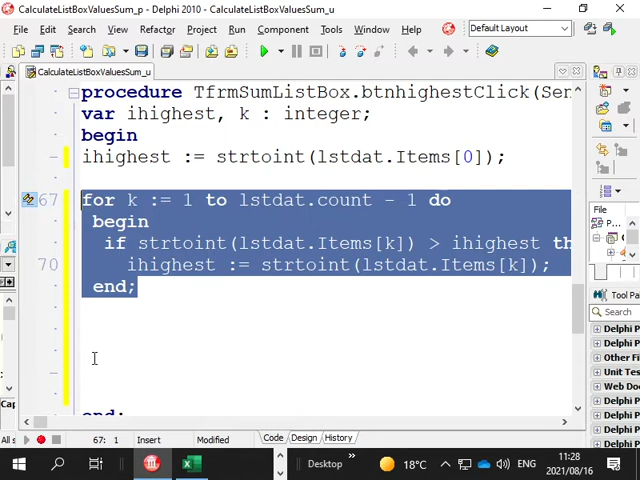 CalculateListBoxValuesSum_p - Delphi 2010 - CalculateListBoxValuesSum_u
File Edit Search View Refactor Project Run Component Tools Window Help
Default Layout
CalculateListBoxValuesSum_u
procedure TfrmSumListBox.btnhighestClick(Sen
var ihighest, k : integer;
begin
ihighest := strtoint(lstdat.Items[0]);
67 for k := 1 to lstdat.count - 1 do
begin
if strtoint(lstdat.Items[k]) > ihighest th
70 ihighest := strtoint(lstdat.Items[k]);
end;
end;
File
Tool Pal
Search
Delphi P
Delphi P
Other Fi
Unit Tes
Web Doc
Delphi P
Delphi P
Delphi P
Cap
All s
67: 1 Insert Modified Code Design History
Desktop 18°C ENG 11:28
2021/08/16